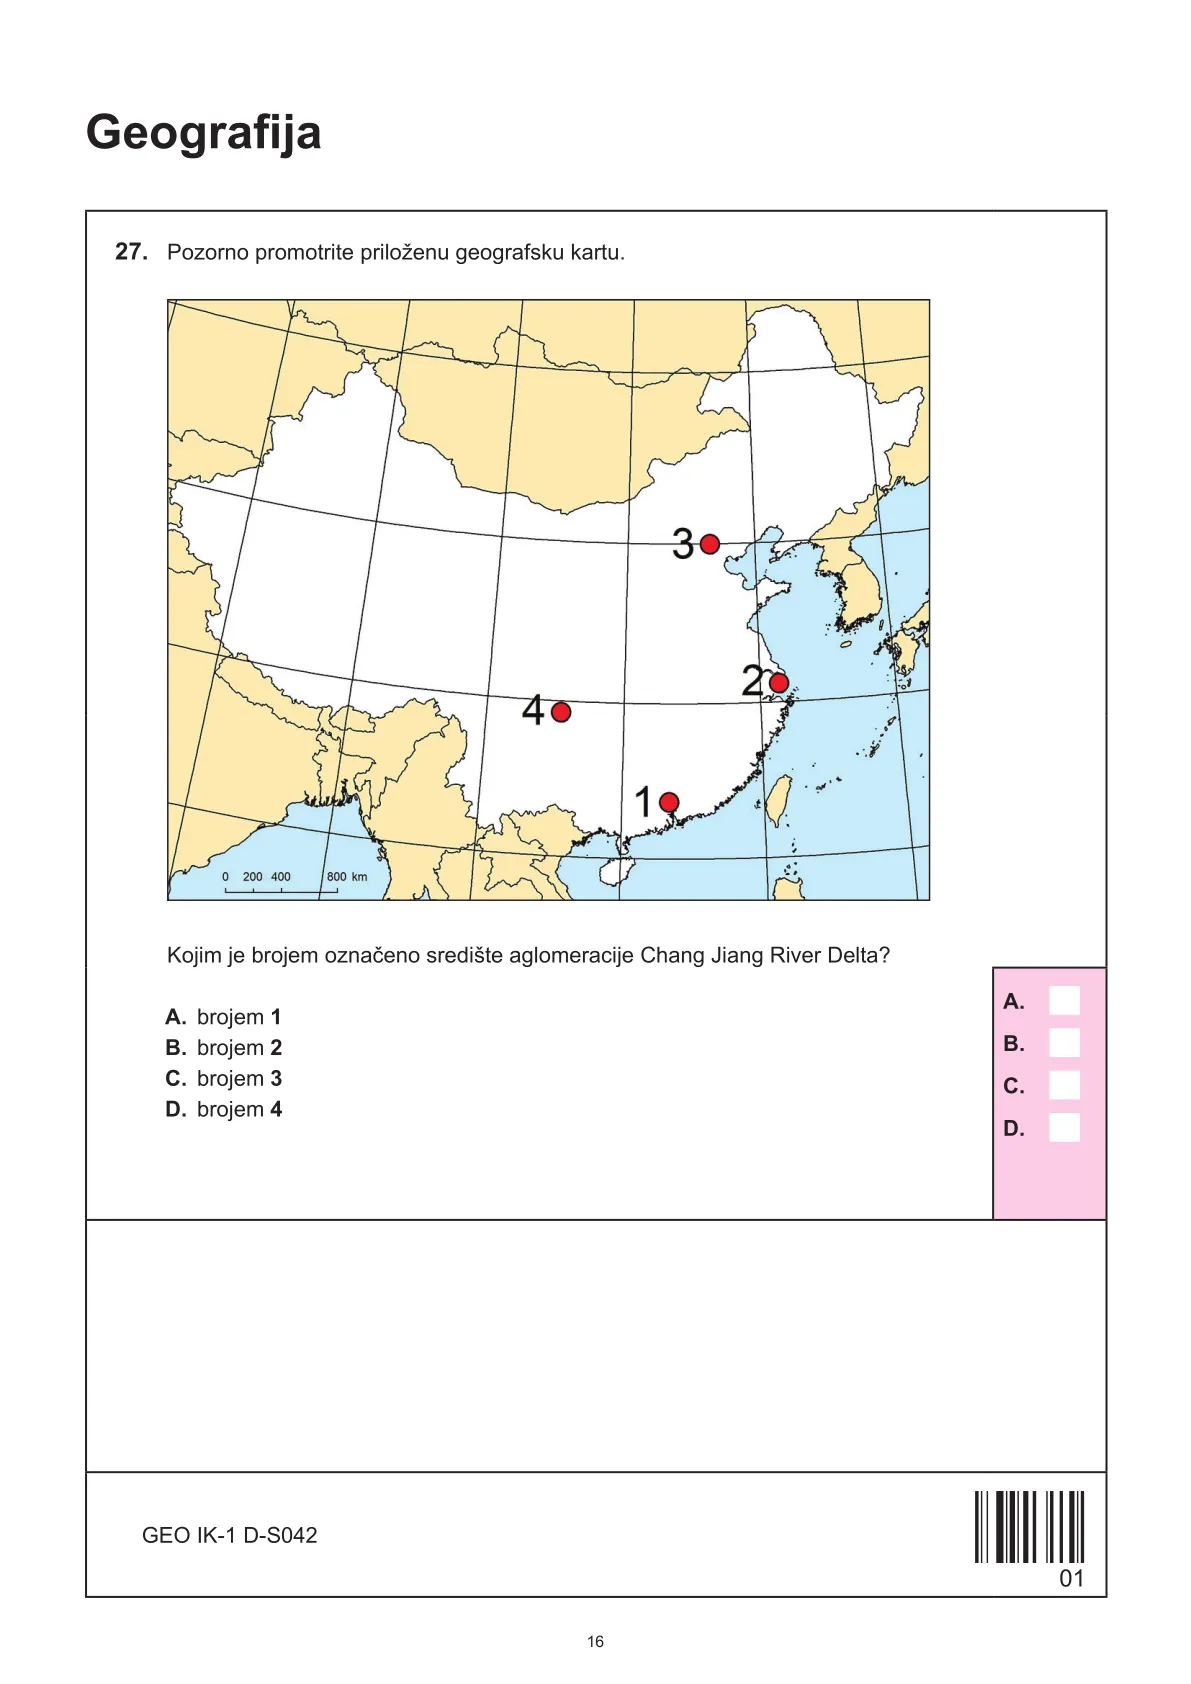 Geografija
27. Pozorno promotrite priloženu geografsku kartu.
3
2
4
1
0 200 400 800 km
Kojim je brojem označeno središte aglomeracije Chang Jiang River Delta?
A. brojem 1
B. brojem 2
C. brojem 3
D. brojem 4
A.
B.
C.
D.
GEO IK-1 D-S042
01
16